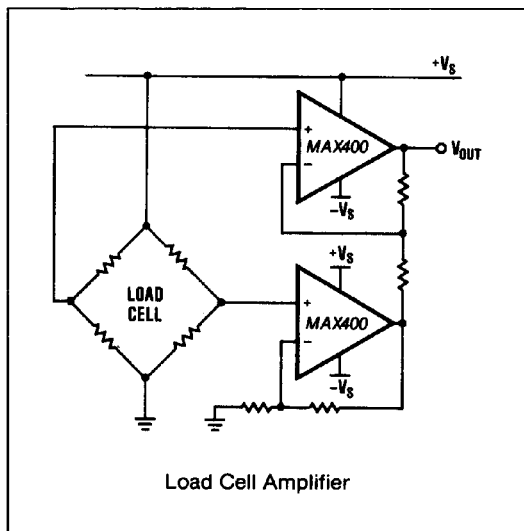 +Vs
+
MAX400
−
VOUT
−Vs
+Vs
LOAD
CELL
+
MAX400
−
−Vs
Load Cell Amplifier